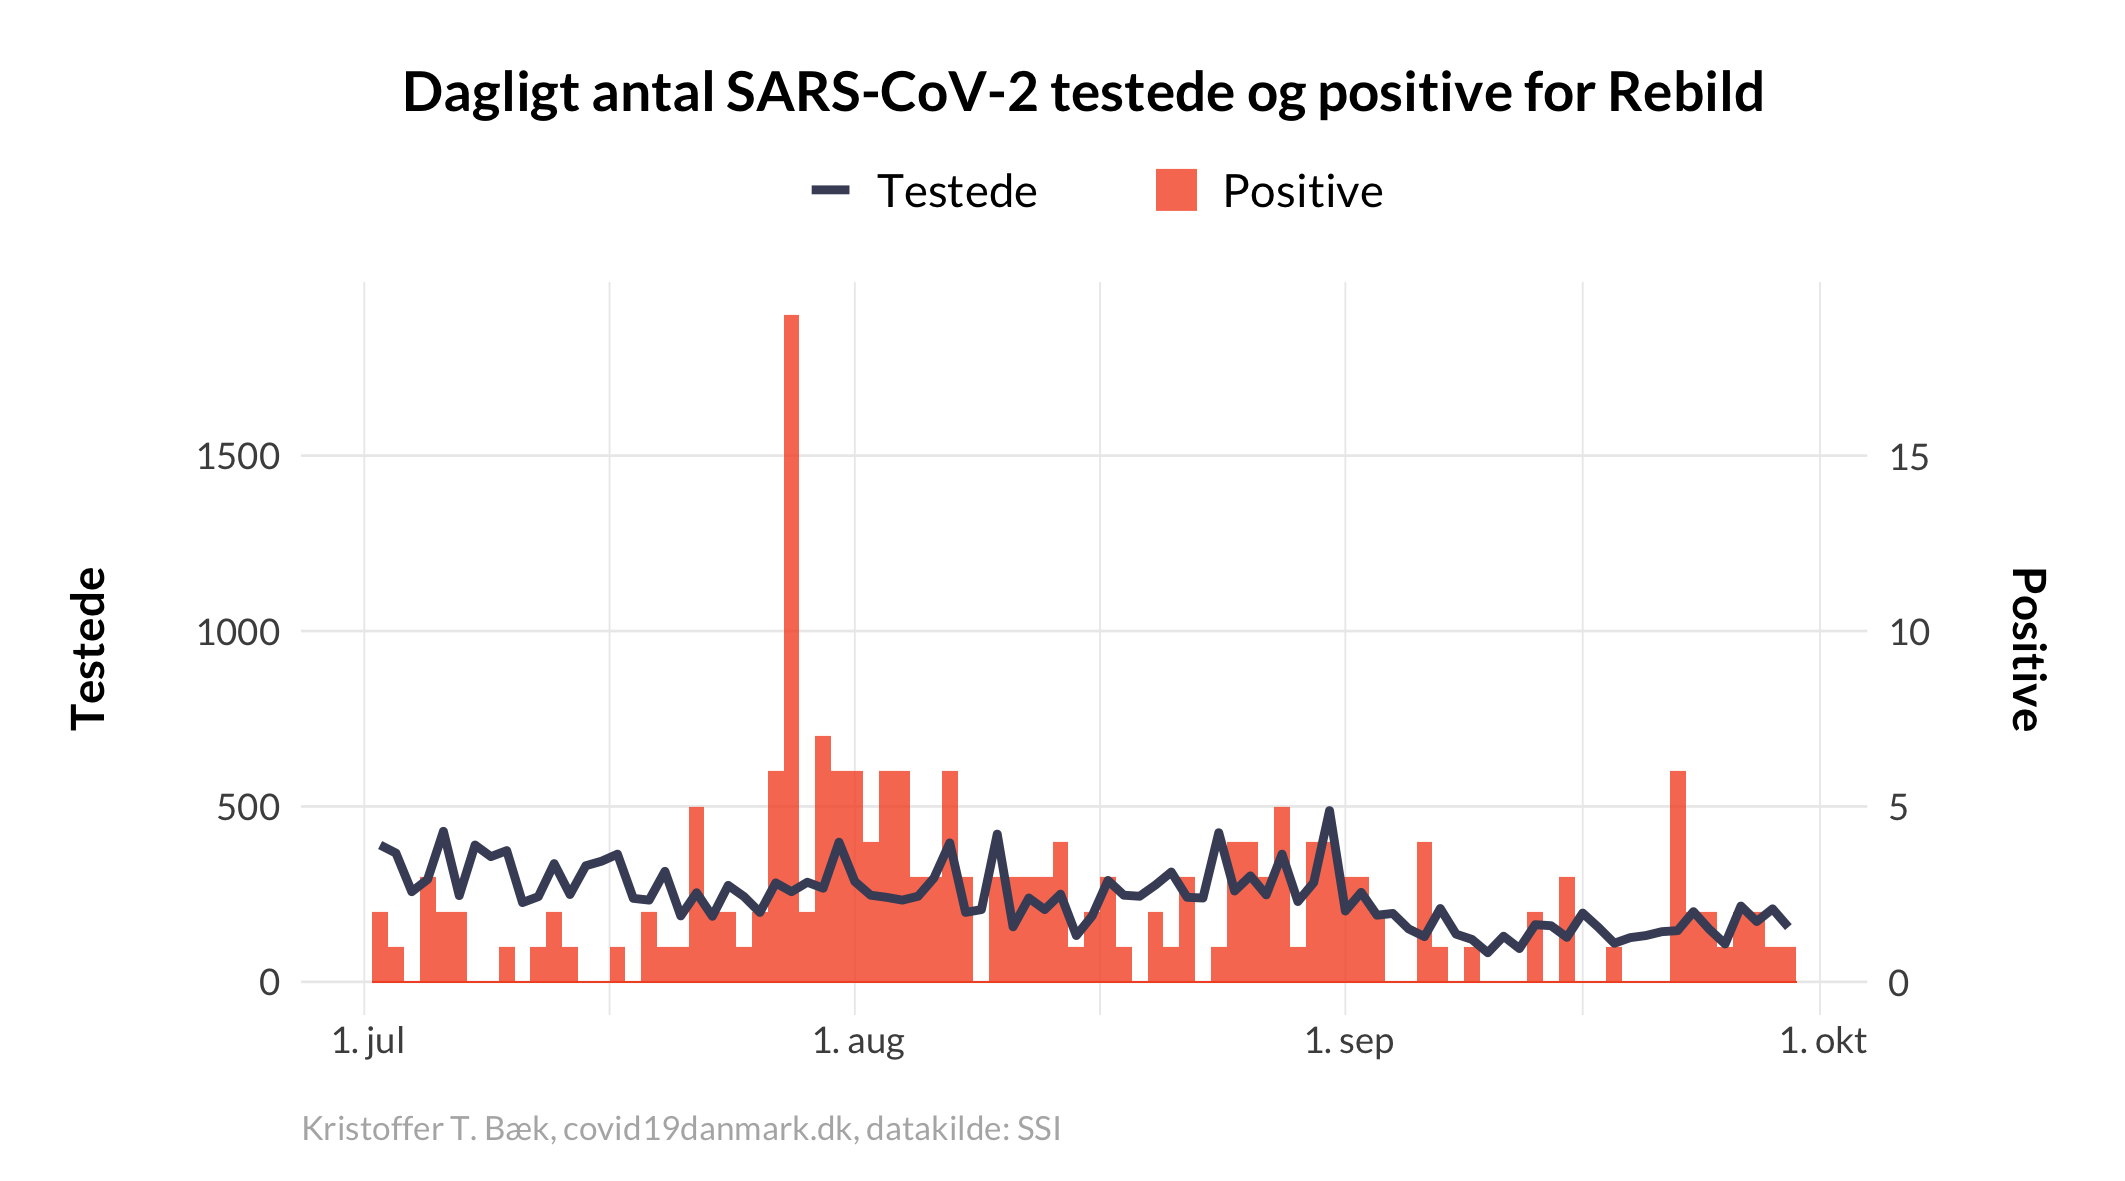 Dagligt antal SARS-CoV-2 testede og positive for Rebild
Testede Positive
1500 15
1000 10
500 5
0 0
Testede
Positive
1. jul 1. aug 1. sep 1. okt
Kristoffer T. Bæk, covid19danmark.dk, datakilde: SSI